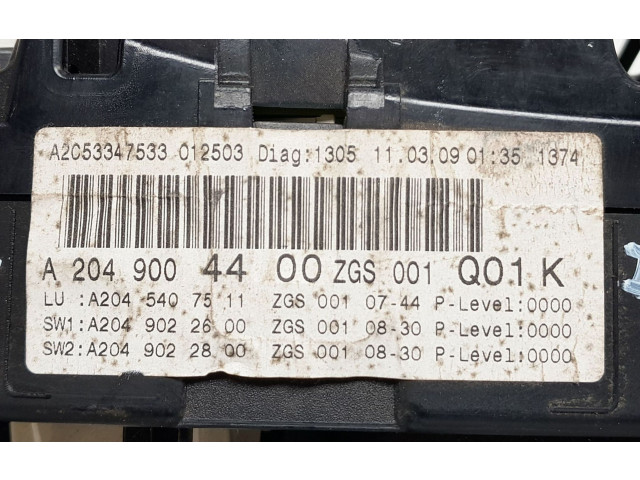 A2C53347533 012503 Diag:1305 11.03.09 01:35 1374
A 204 900 44 00 ZGS 001 Q01 K
LU :A204 540 75 11 ZGS 001 07-44 P-Level:0000
SW1:A204 902 26 00 ZGS 001 08-30 P-Level:0000
SW2:A204 902 28 00 ZGS 001 08-30 P-Level:0000